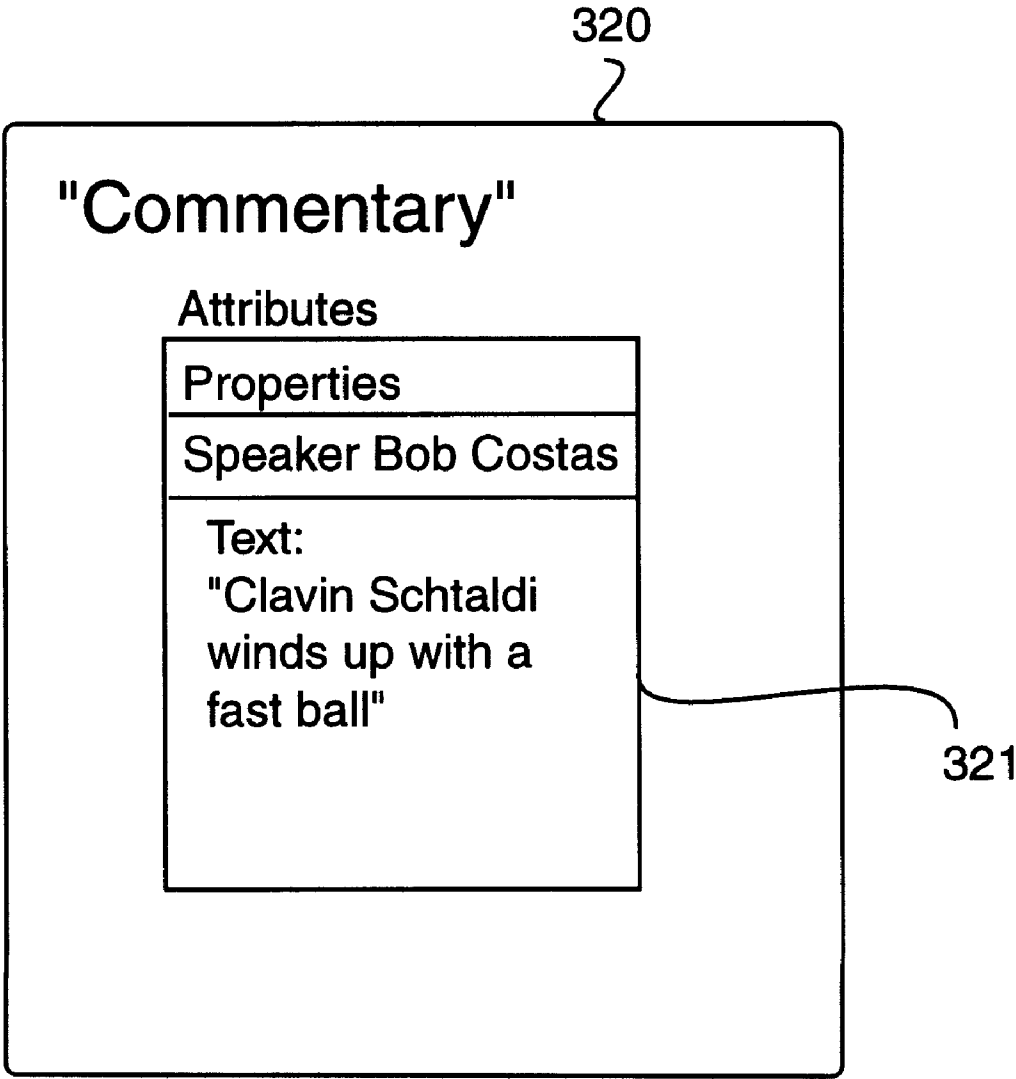 320
"Commentary"
Attributes
Properties
Speaker Bob Costas
Text:
"Clavin Schtaldi
winds up with a
fast ball"
321